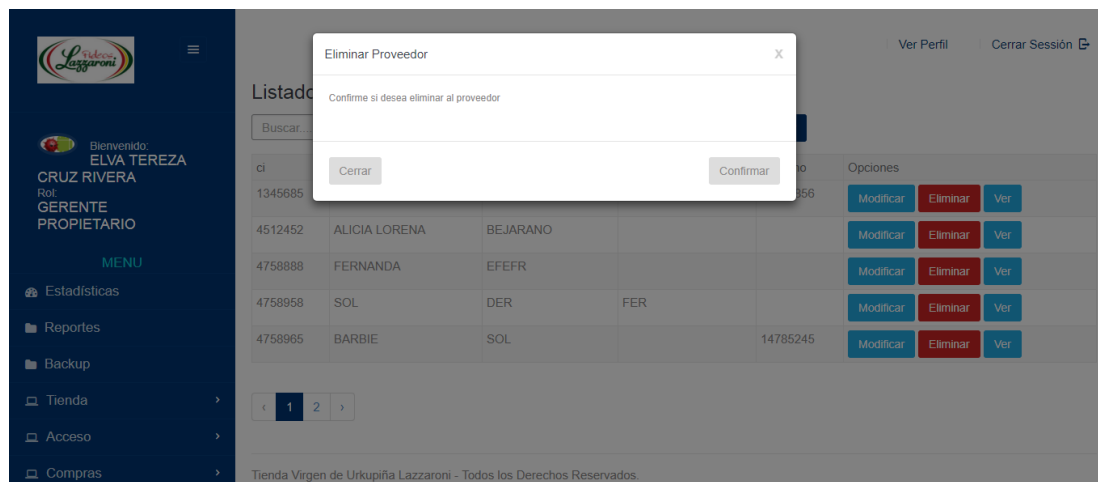 Fideos
Lazzaroni
Bienvenido:
ELVA TEREZA
CRUZ RIVERA
Rol:
GERENTE
PROPIETARIO
MENU
Estadísticas
Reportes
Backup
Tienda
Acceso
Compras
Ver Perfil Cerrar Sessión
Eliminar Proveedor X
Confirme si desea eliminar al proveedor
Cerrar Confirmar
Listado
Buscar...
ci Opciones
1345685 Modificar Eliminar Ver
4512452 ALICIA LORENA BEJARANO Modificar Eliminar Ver
4758888 FERNANDA EFEFR Modificar Eliminar Ver
4758958 SOL DER FER Modificar Eliminar Ver
4758965 BARBIE SOL 14785245 Modificar Eliminar Ver
‹ 1 2 ›
Tienda Virgen de Urkupiña Lazzaroni - Todos los Derechos Reservados.